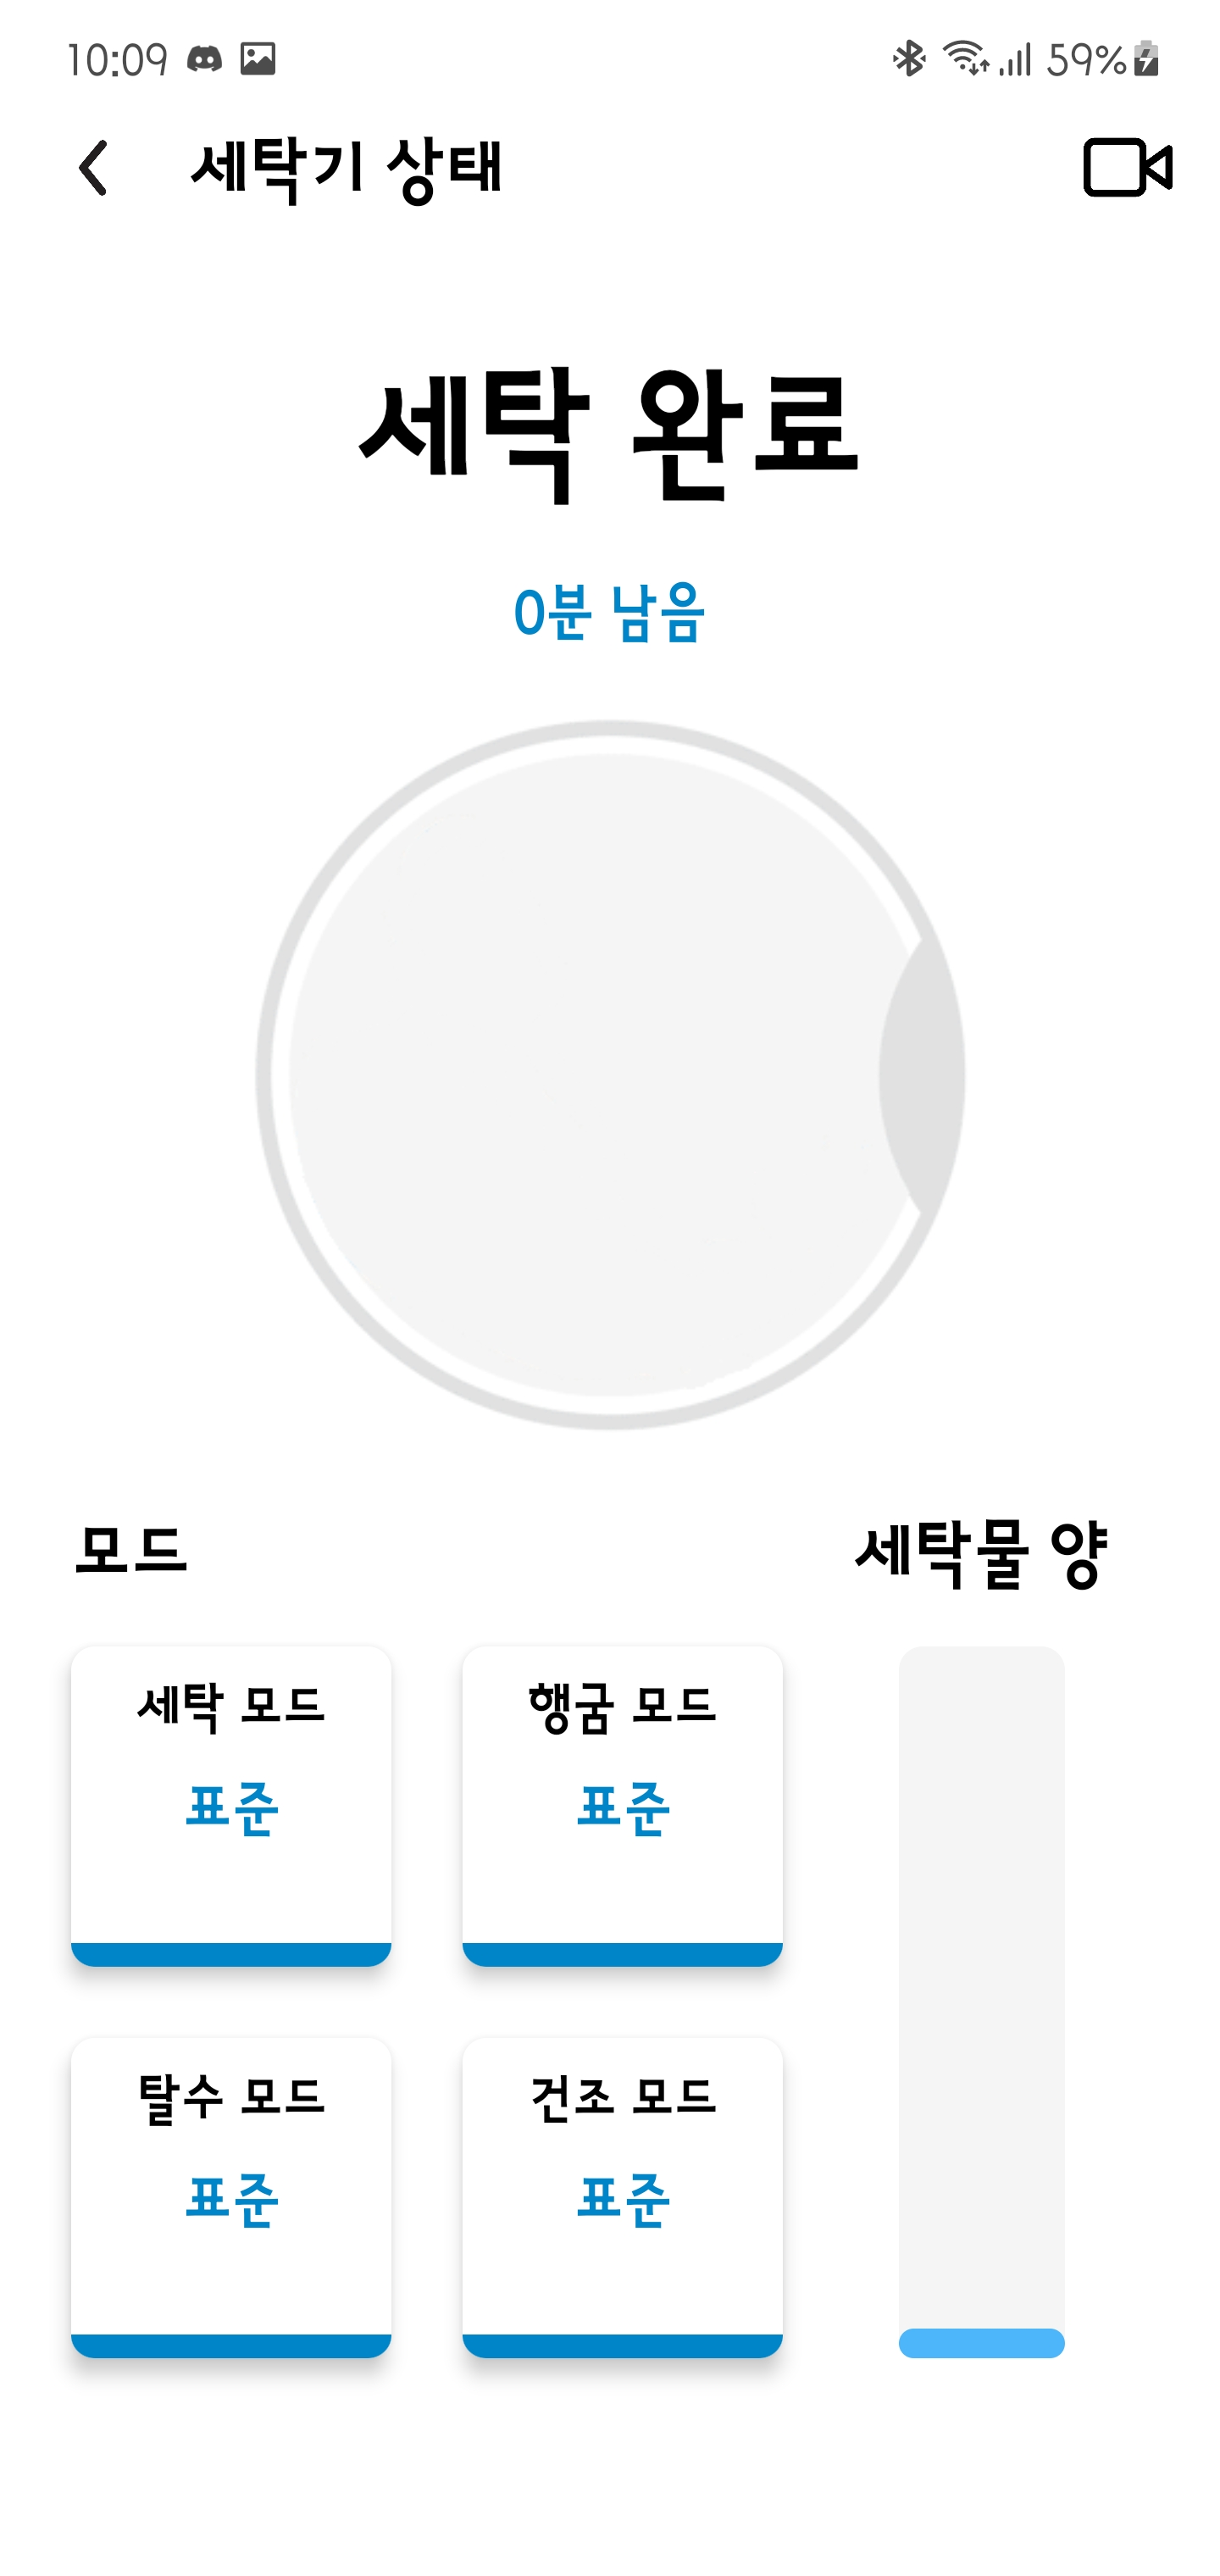 10:09 59%
세탁기 상태
세탁 완료
0분 남음
모드 세탁물 양
세탁 모드 행굼 모드
표준 표준
탈수 모드 건조 모드
표준 표준